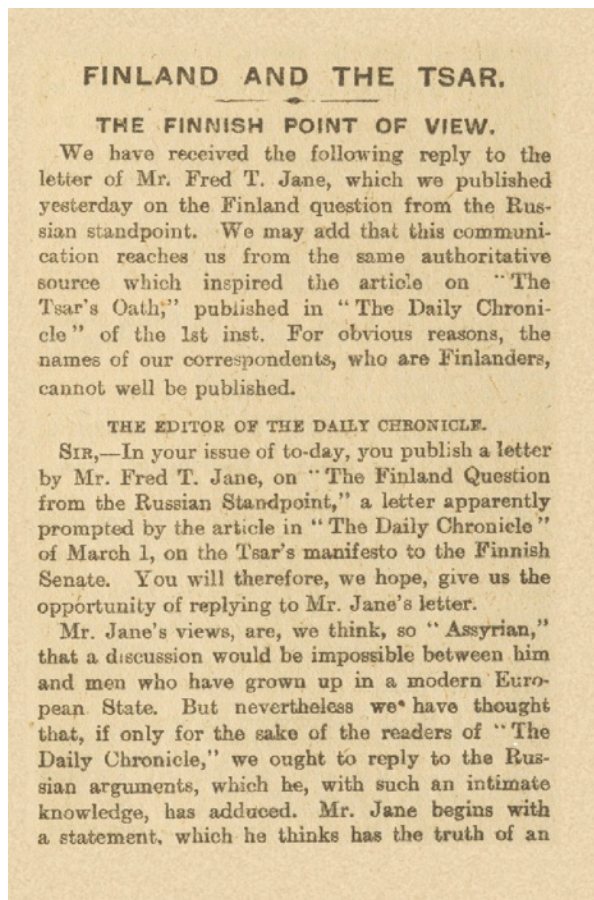 FINLAND AND THE TSAR.
THE FINNISH POINT OF VIEW.
We have received the following reply to the
letter of Mr. Fred T. Jane, which we published
yesterday on the Finland question from the Rus-
sian standpoint. We may add that this communi-
cation reaches us from the same authoritative
source which inspired the article on "The
Tsar's Oath," published in "The Daily Chroni-
cle" of the 1st inst. For obvious reasons, the
names of our correspondents, who are Finlanders,
cannot well be published.
THE EDITOR OF THE DAILY CHRONICLE.
SIR,—In your issue of to-day, you publish a letter
by Mr. Fred T. Jane, on "The Finland Question
from the Russian Standpoint," a letter apparently
prompted by the article in "The Daily Chronicle"
of March 1, on the Tsar's manifesto to the Finnish
Senate. You will therefore, we hope, give us the
opportunity of replying to Mr. Jane's letter.
Mr. Jane's views, are, we think, so "Assyrian,"
that a discussion would be impossible between him
and men who have grown up in a modern Euro-
pean State. But nevertheless we have thought
that, if only for the sake of the readers of "The
Daily Chronicle," we ought to reply to the Rus-
sian arguments, which he, with such an intimate
knowledge, has adduced. Mr. Jane begins with
a statement, which he thinks has the truth of an